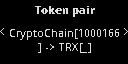 Token pair
< CryptoChain[1000166 >
] -> TRX[_]